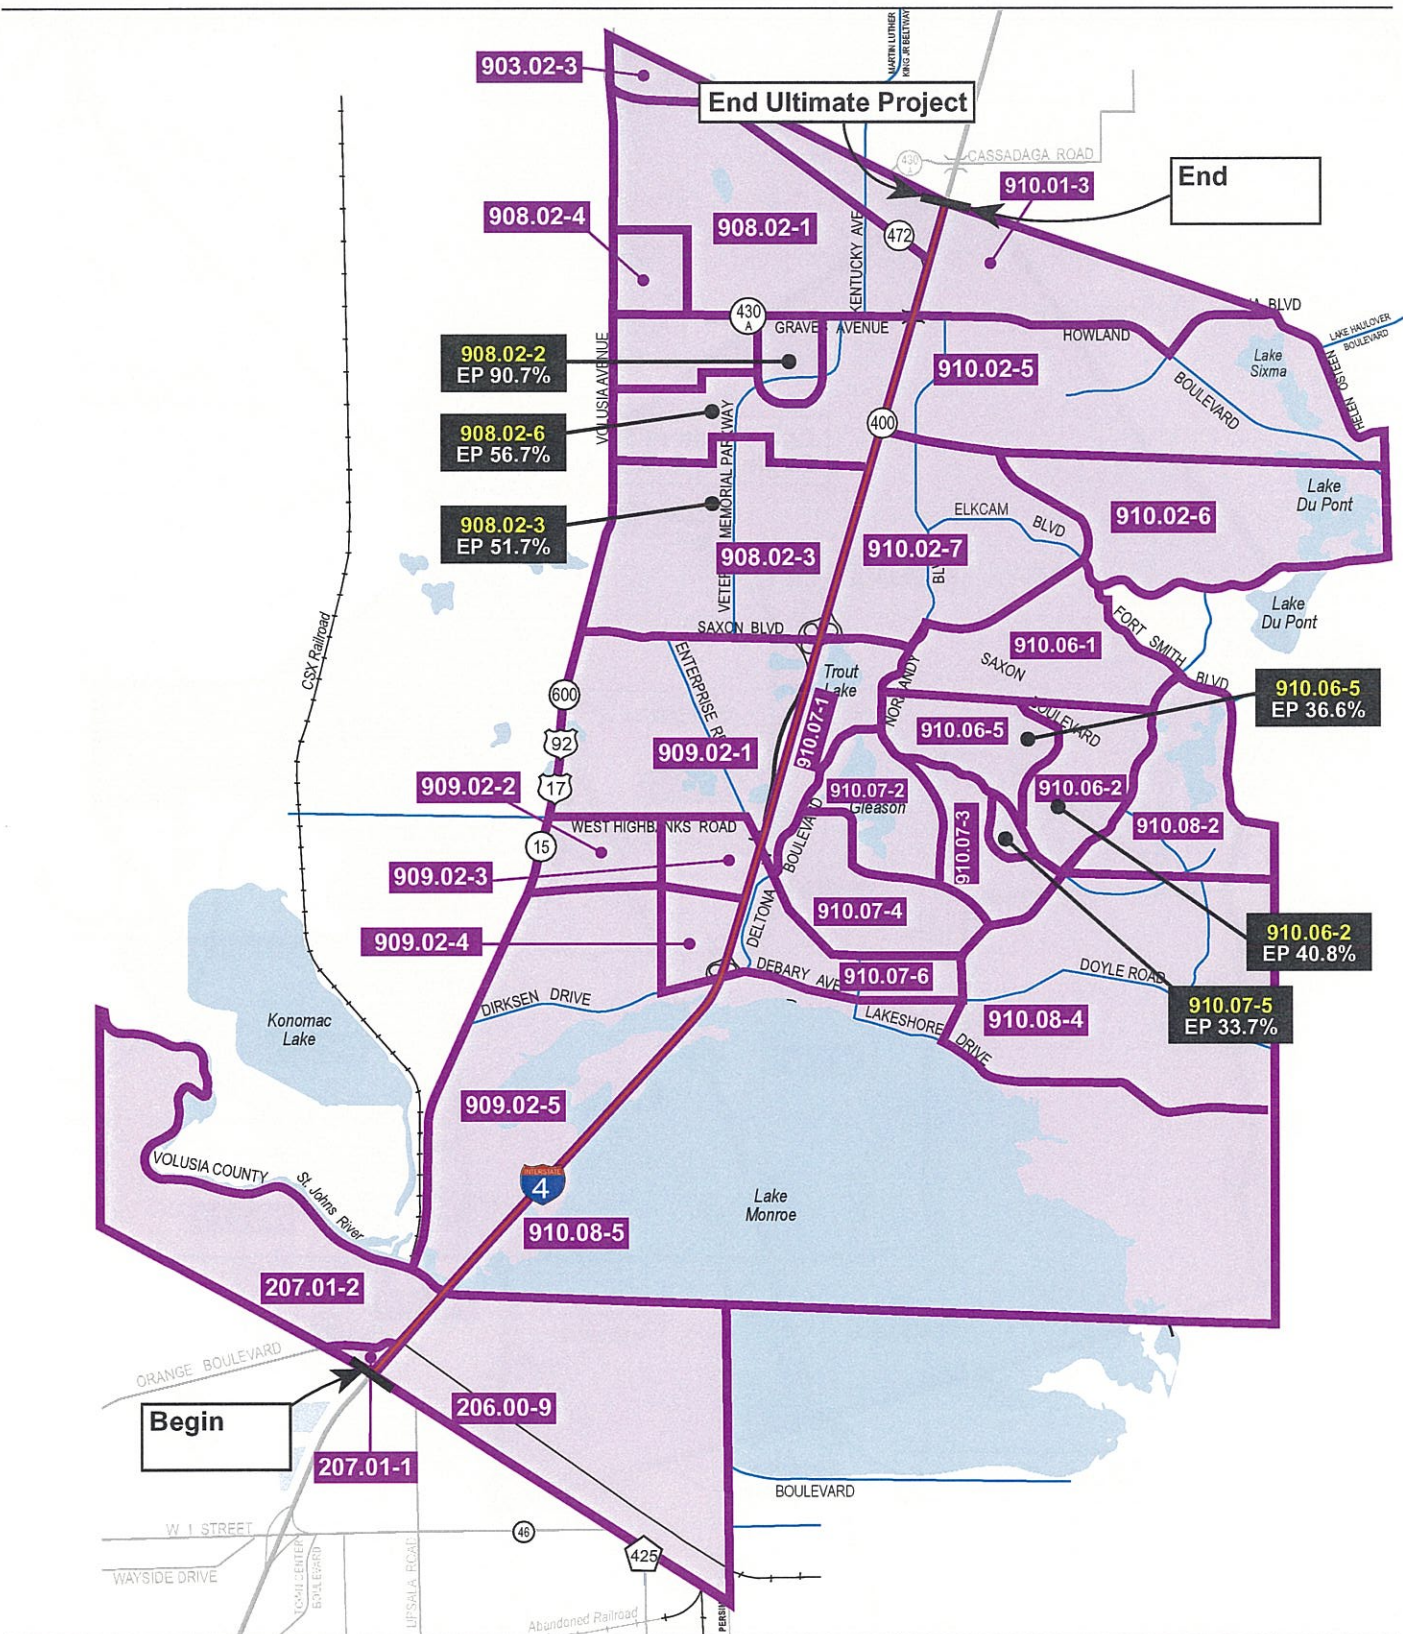 MARTIN LUTHER
KING JR BELTWAY
903.02-3
End Ultimate Project
430
CASSADAGA ROAD
910.01-3
End
908.02-4
908.02-1
KENTUCKY AVE
472
430
A
GRAVES AVENUE
HOWLAND
BLVD
LAKE HAULOVER
BOULEVARD
908.02-2
EP 90.7%
VOLUSIA AVENUE
910.02-5
Lake
Sixma
HELEN OSTEEN
BOULEVARD
908.02-6
EP 56.7%
MEMORIAL PARKWAY
400
908.02-3
EP 51.7%
ELKCAM
BLVD
910.02-6
Lake
Du Pont
908.02-3
910.02-7
VETER
BLV
Lake
Du Pont
CSX Railroad
SAXON BLVD
ENTERPRISE RD
FORT SMITH
BLVD
910.06-1
SAXON
BOULEVARD
Trout
Lake
NORMANDY
910.06-5
EP 36.6%
600
92
17
15
909.02-1
910.07-1
910.06-5
909.02-2
910.07-2
Gleason
910.06-2
WEST HIGHBANKS ROAD
BOULEVARD
910.07-3
910.08-2
909.02-3
DELTONA
910.07-4
909.02-4
910.06-2
EP 40.8%
DEBARY AVE
910.07-6
DOYLE ROAD
DIRKSEN DRIVE
910.07-5
EP 33.7%
Konomac
Lake
LAKESHORE
DRIVE
910.08-4
909.02-5
VOLUSIA COUNTY
St. Johns River
INTERSTATE
4
Lake
Monroe
910.08-5
207.01-2
ORANGE BOULEVARD
Begin
206.00-9
207.01-1
BOULEVARD
W 1 STREET
46
425
WAYSIDE DRIVE
TOWN CENTER
BOULEVARD
UPSALA ROAD
Abandoned Railroad
PERSI